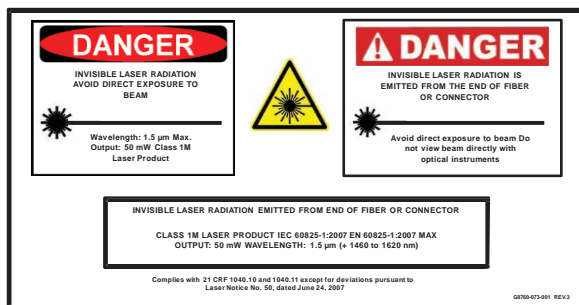 DANGER
INVISIBLE LASER RADIATION
AVOID DIRECT EXPOSURE TO
BEAM
Wavelength: 1.5 μm Max.
Output: 50 mW Class 1M
Laser Product
DANGER
INVISIBLE LASER RADIATION IS
EMITTED FROM THE END OF FIBER
OR CONNECTOR
Avoid direct exposure to beam Do
not view beam directly with
optical instruments
INVISIBLE LASER RADIATION EMITTED FROM END OF FIBER OR CONNECTOR
CLASS 1M LASER PRODUCT IEC 60825-1:2007 EN 60825-1:2007 MAX
OUTPUT: 50 mW WAVELENGTH: 1.5 μm (+ 1460 to 1620 nm)
Complies with 21 CRF 1040.10 and 1040.11 except for deviations pursuant to
Laser Notice No. 50, dated June 24, 2007
G8760-073-001 REV.3